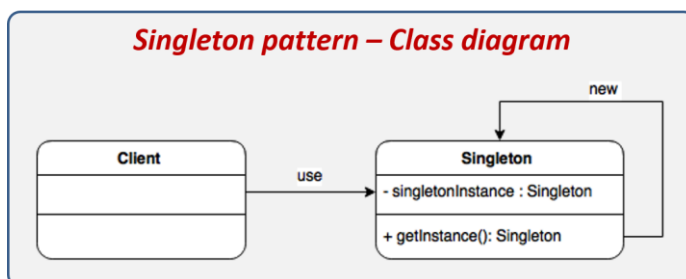 Singleton pattern – Class diagram
new
Client
Singleton
use
- singletonInstance : Singleton
+ getInstance(): Singleton